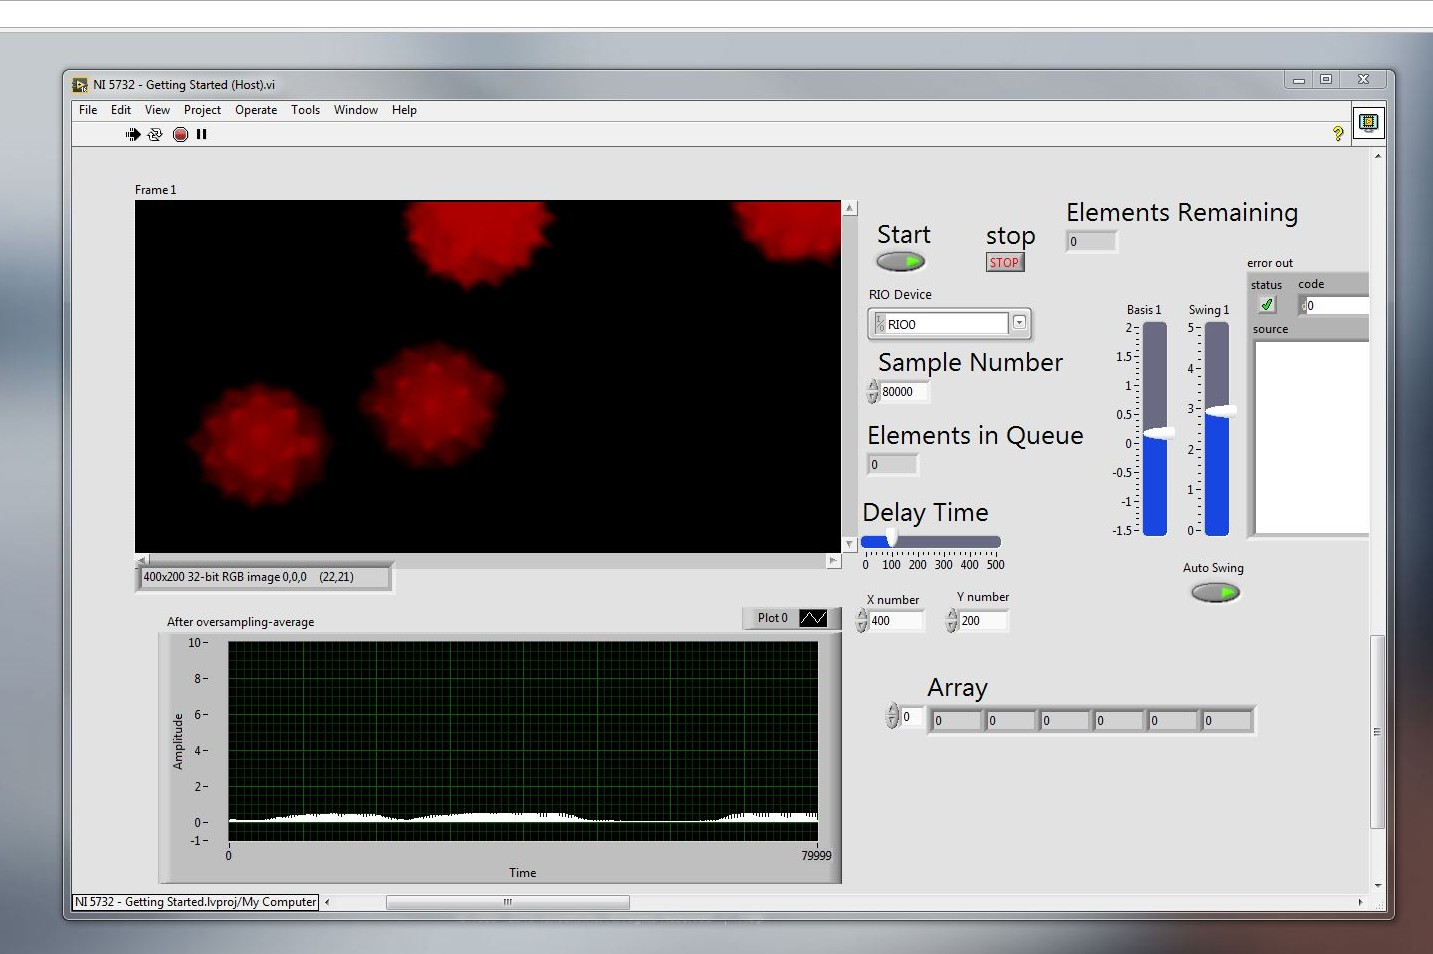 NI 5732 - Getting Started (Host).vi
File Edit View Project Operate Tools Window Help
?
Frame 1
Start
stop
STOP
Elements Remaining
0
error out
status
code
0
source
RIO Device
RIO0
Basis 1
2
1.5
1
0.5
0
-0.5
-1
-1.5
Swing 1
5
4
3
2
1
0
Sample Number
80000
Elements in Queue
0
Delay Time
0 100 200 300 400 500
Auto Swing
400x200 32-bit RGB image 0,0,0 (22,21)
X number
400
Y number
200
After oversampling-average
Plot 0
10
8
6
4
2
0
-1
Amplitude
0
79999
Time
Array
0
0 0 0 0 0 0
NI 5732 - Getting Started.lvproj/My Computer